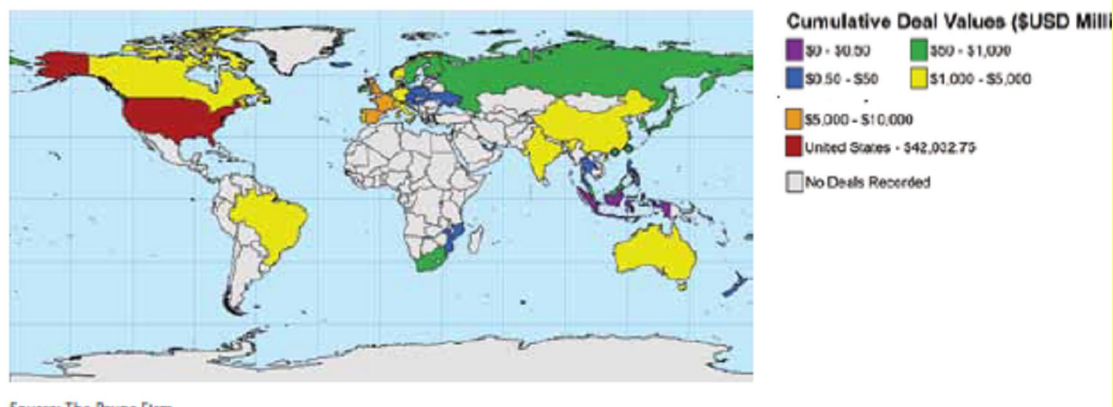 Cumulative Deal Values ($USD Milli
$0 - $0.50
$50 - $1,000
$0.50 - $50
$1,000 - $5,000
$5,000 - $10,000
United States - $42,032.75
No Deals Recorded